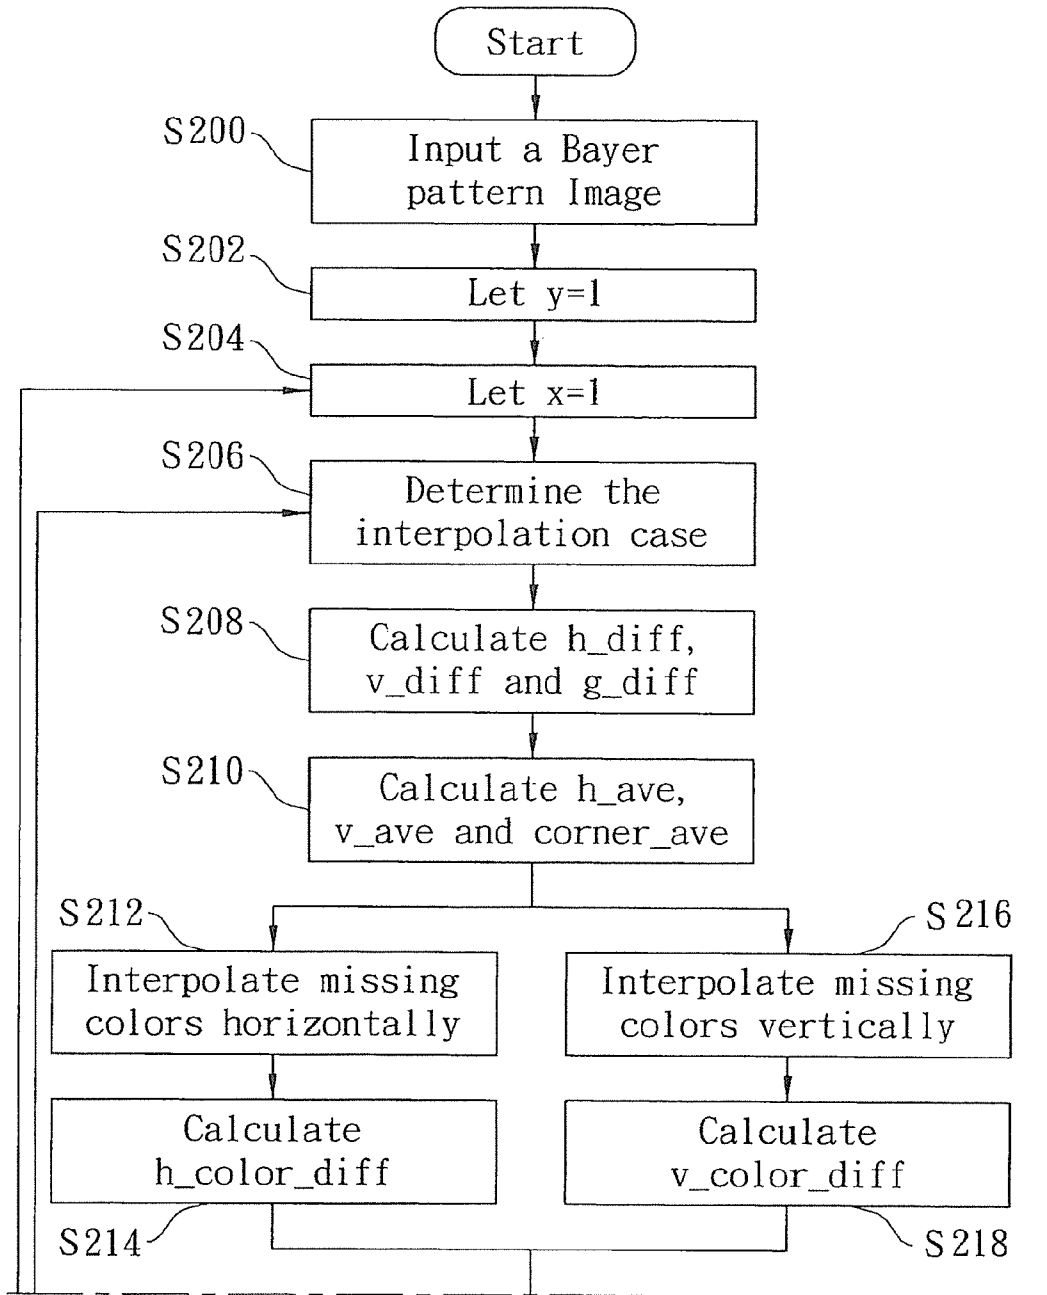 Start
S200
Input a Bayer
pattern Image
S202
Let y=1
S204
Let x=1
S206
Determine the
interpolation case
S208
Calculate h_diff,
v_diff and g_diff
S210
Calculate h_ave,
v_ave and corner_ave
S212
Interpolate missing
colors horizontally
S216
Interpolate missing
colors vertically
Calculate
h_color_diff
S214
Calculate
v_color_diff
S218